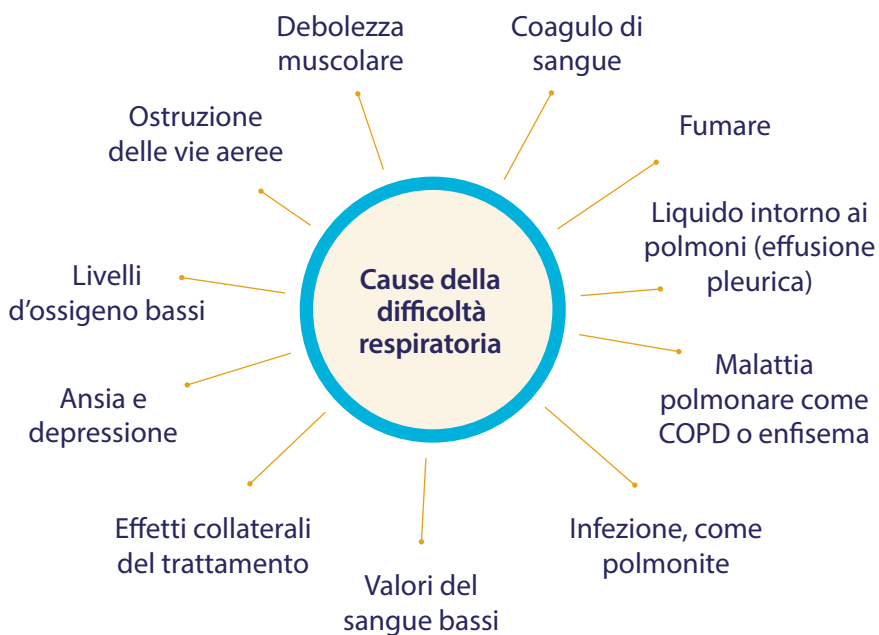 Debolezza
muscolare
Coagulo di
sangue
Ostruzione
delle vie aeree
Fumare
Liquido intorno ai
polmoni (effusione
pleurica)
Livelli
d’ossigeno bassi
Cause della
difficoltà
respiratoria
Malattia
polmonare come
COPD o enfisema
Ansia e
depressione
Effetti collaterali
del trattamento
Infezione, come
polmonite
Valori del
sangue bassi